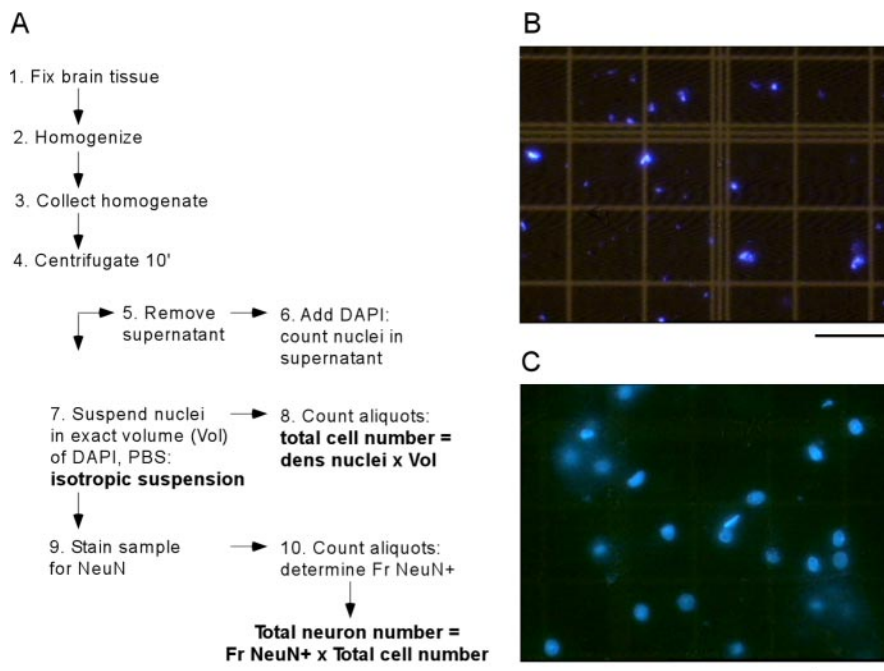 A
1. Fix brain tissue
2. Homogenize
3. Collect homogenate
4. Centrifugate 10'
5. Remove
supernatant
6. Add DAPI:
count nuclei in
supernatant
7. Suspend nuclei
in exact volume (Vol)
of DAPI, PBS:
isotropic suspension
8. Count aliquots:
total cell number =
dens nuclei x Vol
9. Stain sample
for NeuN
10. Count aliquots:
determine Fr NeuN+
Total neuron number =
Fr NeuN+ x Total cell number
B
C